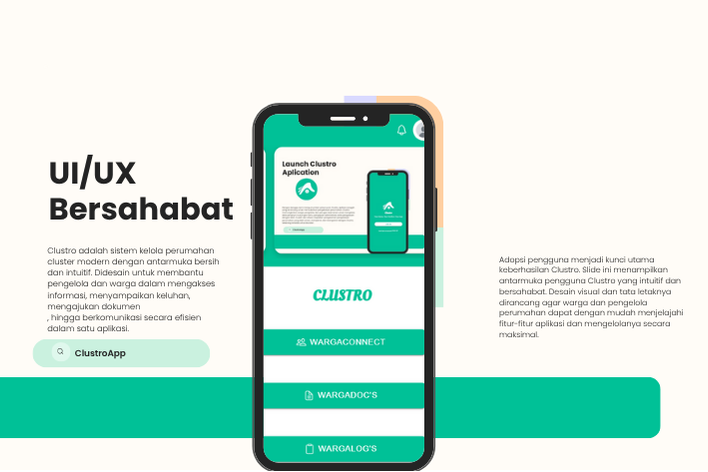 UI/UX
Bersahabat
Clustro adalah sistem kelola perumahan
cluster modern dengan antarmuka bersih
dan intuitif. Didesain untuk membantu
pengelola dan warga dalam mengakses
informasi, menyampaikan keluhan,
mengajukan dokumen
, hingga berkomunikasi secara efisien
dalam satu aplikasi.
ClustroApp
Launch Clustro
Aplication
CLUSTRO
WARGACONNECT
WARGADOC'S
WARGALOG'S
Adopsi pengguna menjadi kunci utama
keberhasilan Clustro. Slide ini menampilkan
antarmuka pengguna Clustro yang intuitif dan
bersahabat. Desain visual dan tata letaknya
dirancang agar warga dan pengelola
perumahan dapat dengan mudah menjelajahi
fitur-fitur aplikasi dan mengelolanya secara
maksimal.